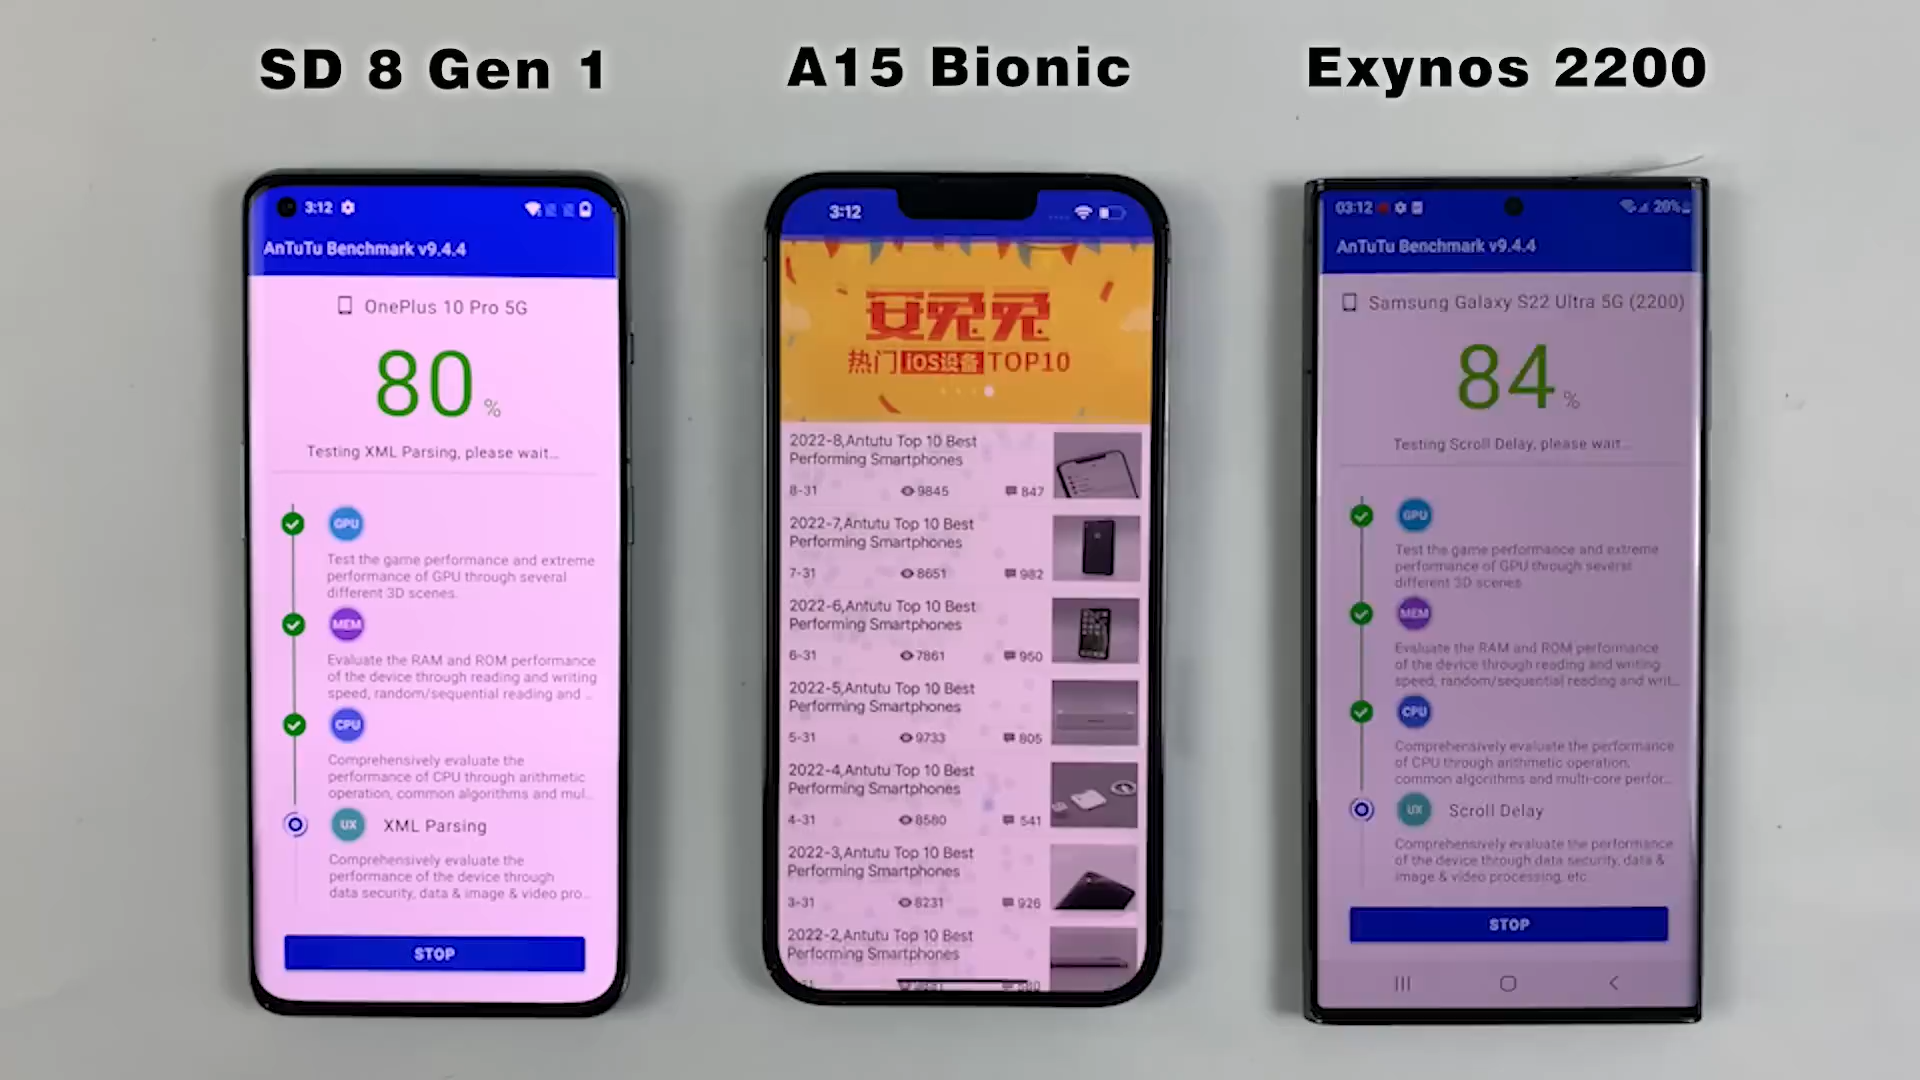 SD 8 Gen 1
A15 Bionic
Exynos 2200
3:12
AnTuTu Benchmark v9.4.4
OnePlus 10 Pro 5G
80%
Testing XML Parsing, please wait...
GPU
Test the game performance and extreme
performance of GPU through several
different 3D scenes.
MEM
Evaluate the RAM and ROM performance
of the device through reading and writing
speed, random/sequential reading and ...
CPU
Comprehensively evaluate the
performance of CPU through arithmetic
operation, common algorithms and mul...
UX XML Parsing
Comprehensively evaluate the
performance of the device through
data security, data & image & video pro...
STOP
3:12
安兔兔
热门iOS设备TOP10
2022-8,Antutu Top 10 Best
Performing Smartphones
8-31 9845 847
2022-7,Antutu Top 10 Best
Performing Smartphones
7-31 8651 982
2022-6,Antutu Top 10 Best
Performing Smartphones
6-31 7861 950
2022-5,Antutu Top 10 Best
Performing Smartphones
5-31 9733 805
2022-4,Antutu Top 10 Best
Performing Smartphones
4-31 8580 541
2022-3,Antutu Top 10 Best
Performing Smartphones
3-31 8231 926
2022-2,Antutu Top 10 Best
Performing Smartphones
03:12 20%
AnTuTu Benchmark v9.4.4
Samsung Galaxy S22 Ultra 5G (2200)
84%
Testing Scroll Delay, please wait...
GPU
Test the game performance and extreme
performance of GPU through several
different 3D scenes.
MEM
Evaluate the RAM and ROM performance
of the device through reading and writing
speed, random/sequential reading and writ...
CPU
Comprehensively evaluate the performance
of CPU through arithmetic operation,
common algorithms and multi-core perfor...
UX Scroll Delay
Comprehensively evaluate the performance
of the device through data security, data &
image & video processing, etc.
STOP